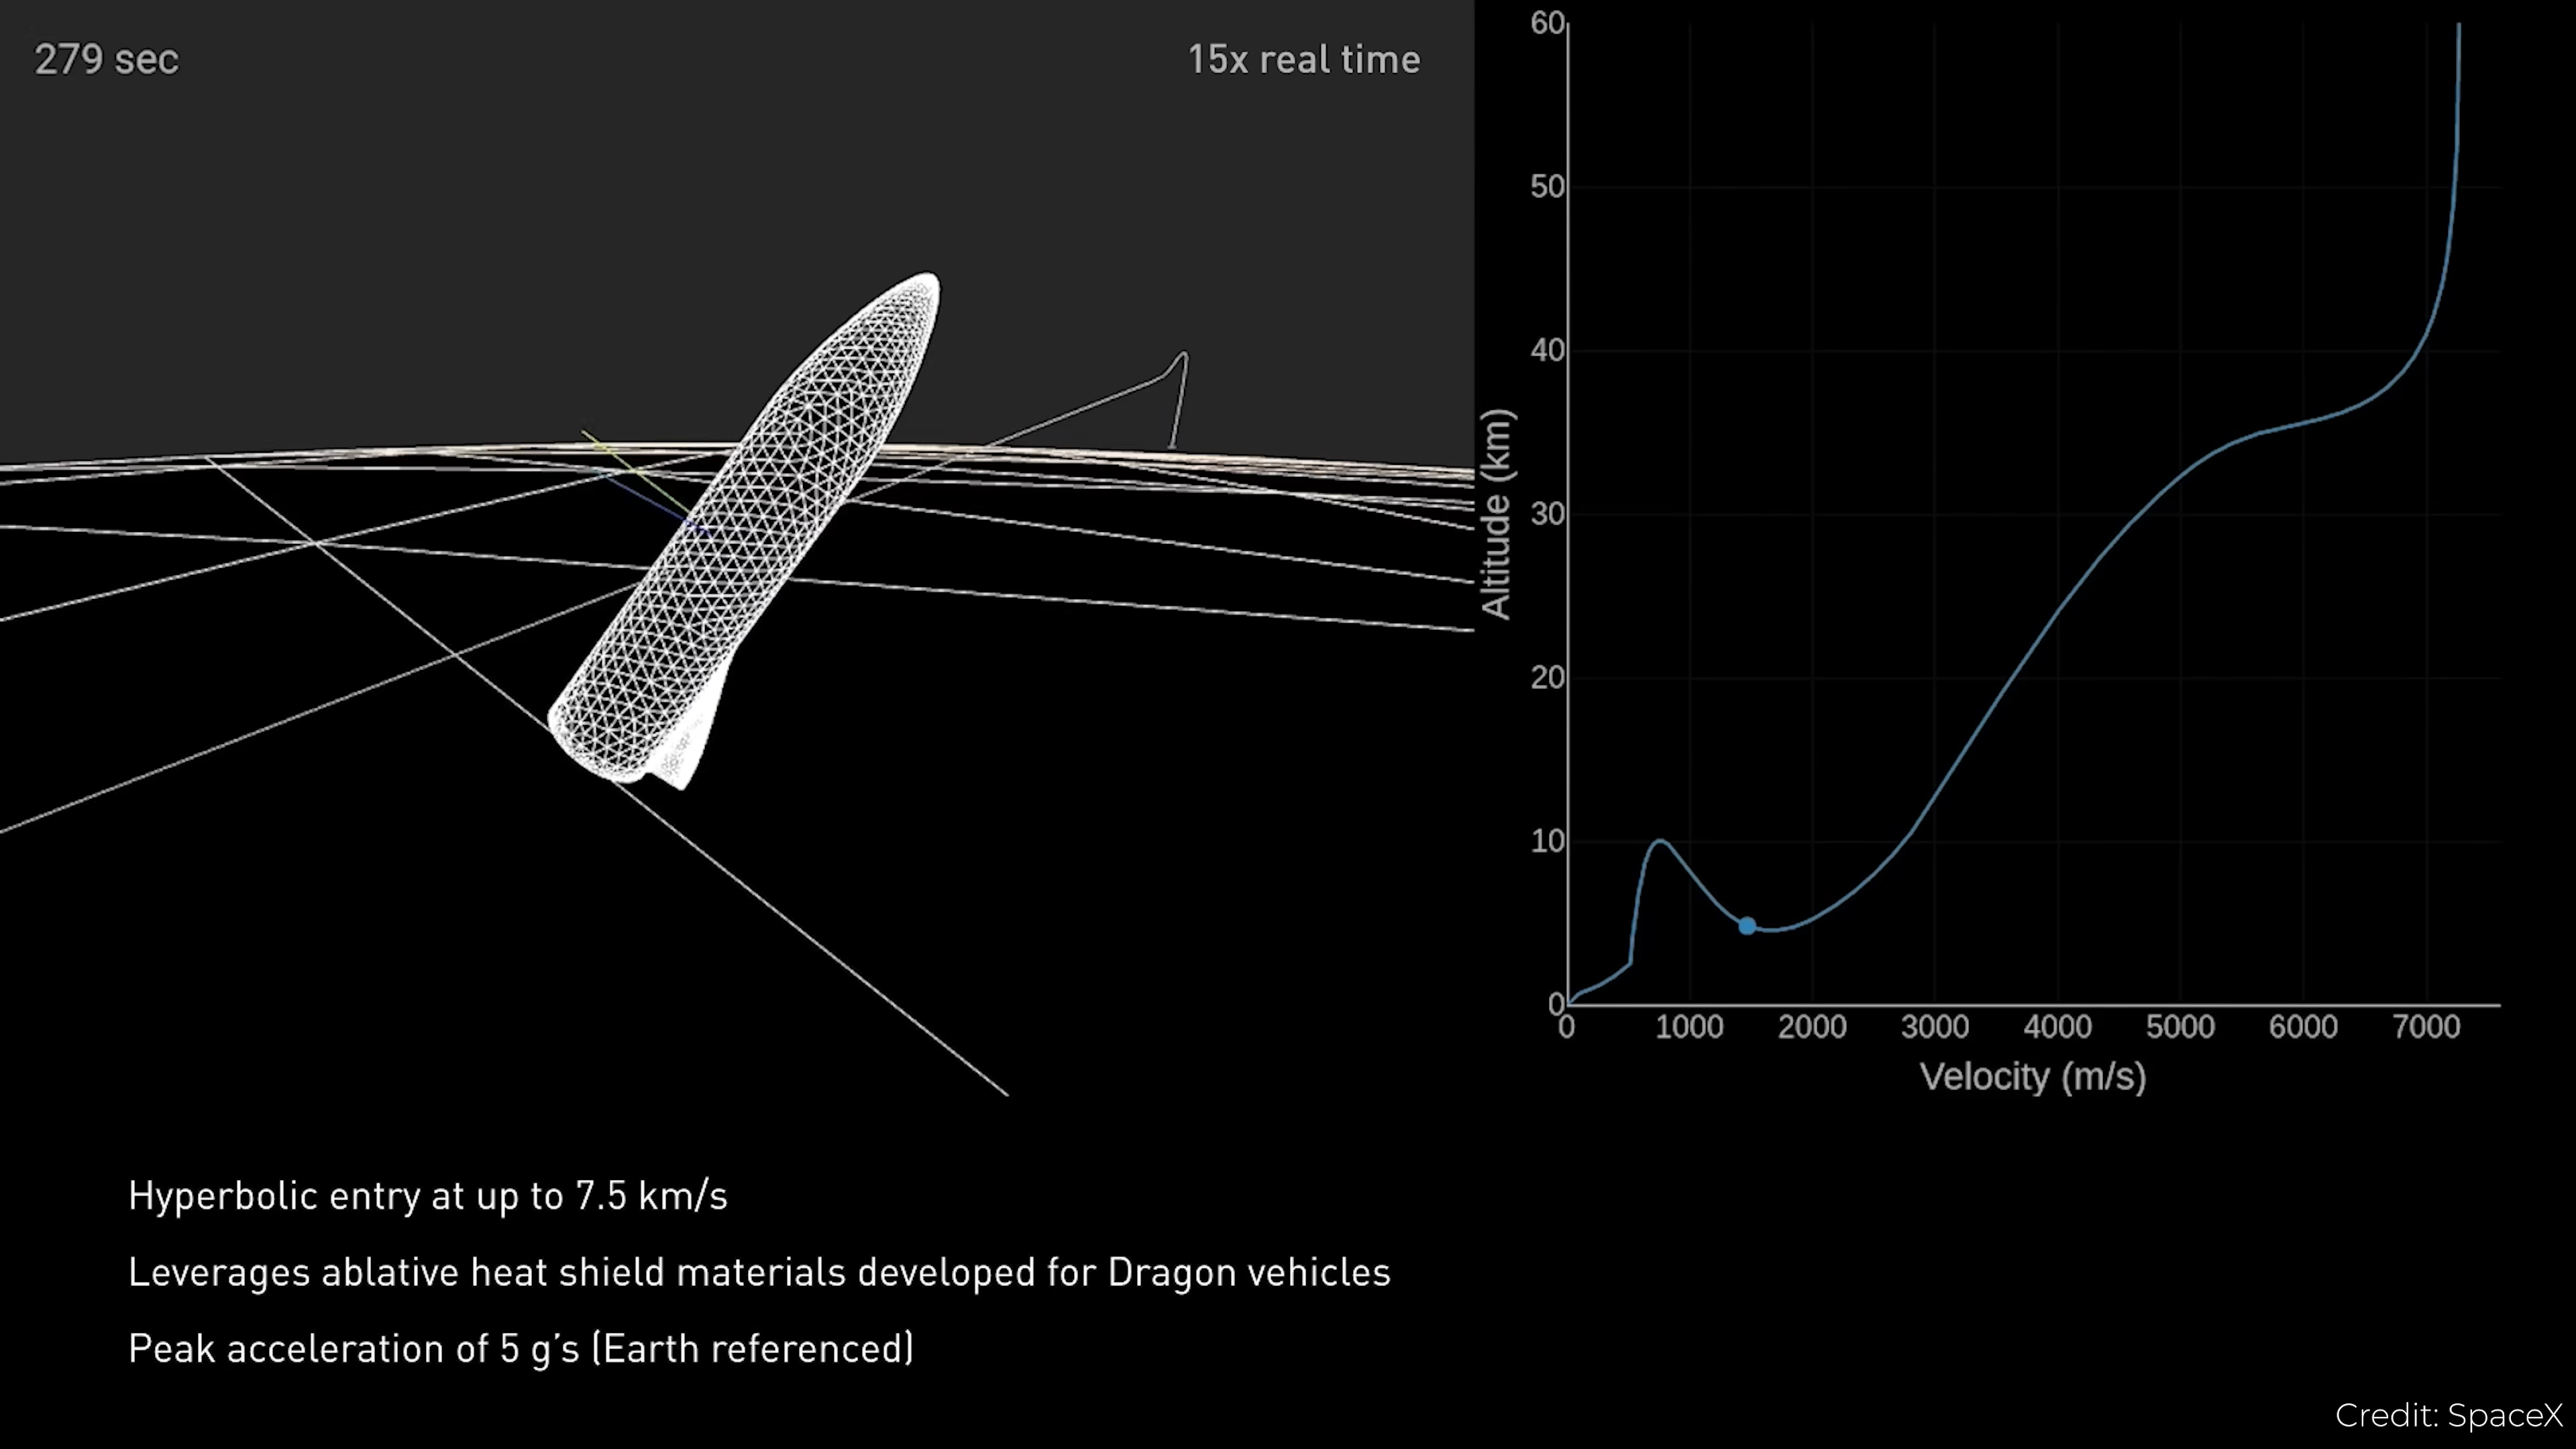 279 sec
15x real time
60
50
40
30
20
10
0
Altitude (km)
0 1000 2000 3000 4000 5000 6000 7000
Velocity (m/s)
Hyperbolic entry at up to 7.5 km/s
Leverages ablative heat shield materials developed for Dragon vehicles
Peak acceleration of 5 g’s (Earth referenced)
Credit: SpaceX